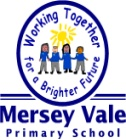 Working Together
for a Brighter Future
Mersey Vale
Primary School